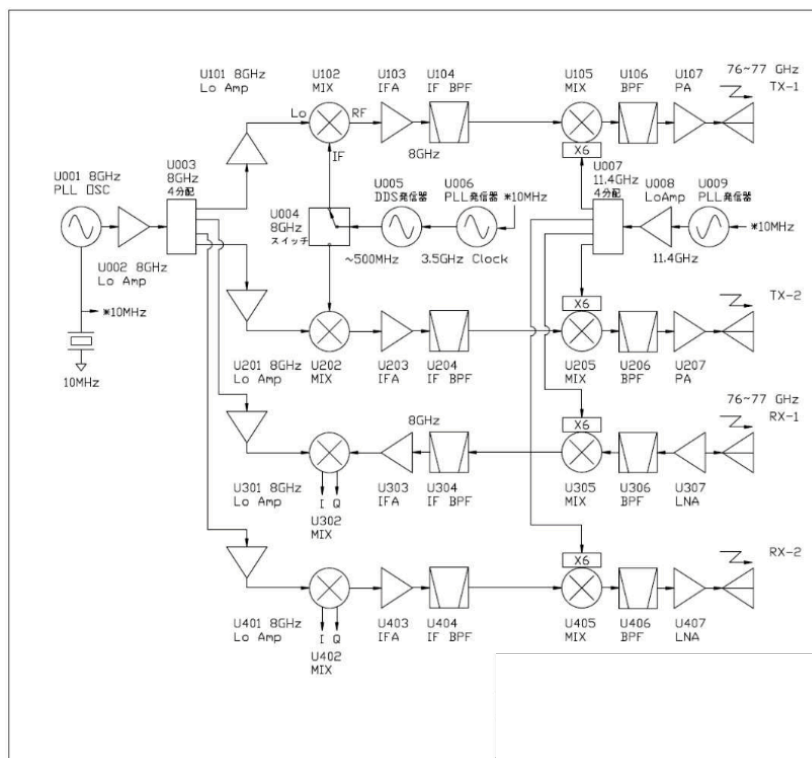 U101 8GHz
Lo Amp
U102
MIX
U103
IFA
U104
IF BPF
U105
MIX
U106
BPF
U107
PA
76~77 GHz
TX-1
Lo
RF
IF
8GHz
X6
U001 8GHz
PLL OSC
U003
8GHz
4分配
U002 8GHz
Lo Amp
U004
8GHz
スイッチ
U005
DDS発信器
U006
PLL発信器
*10MHz
~500MHz
3.5GHz Clock
U007
11.4GHz
4分配
U008
LoAmp
U009
PLL発信器
*10MHz
11.4GHz
*10MHz
10MHz
X6
TX-2
U201 8GHz
Lo Amp
U202
MIX
U203
IFA
U204
IF BPF
U205
MIX
U206
BPF
U207
PA
76~77 GHz
RX-1
8GHz
X6
U301 8GHz
Lo Amp
I Q
U302
MIX
U303
IFA
U304
IF BPF
U305
MIX
U306
BPF
U307
LNA
X6
RX-2
U401 8GHz
Lo Amp
I Q
U402
MIX
U403
IFA
U404
IF BPF
U405
MIX
U406
BPF
U407
LNA